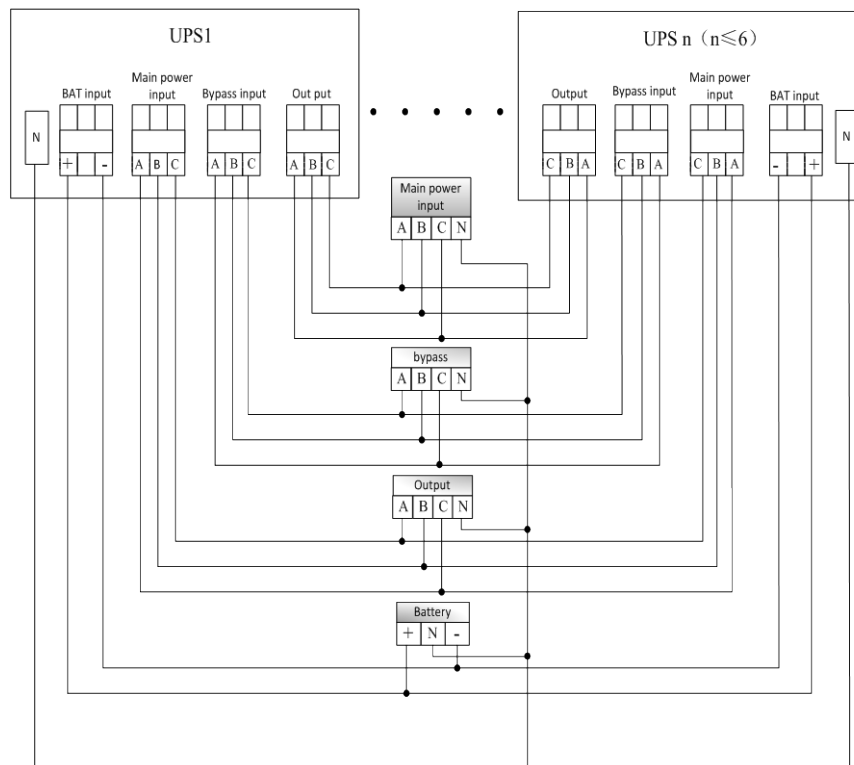 UPS1
BAT input
Main power
input
Bypass input
Out put
N
+ -
A B C
A B C
A B C
UPS n（n≤6）
Output
Bypass input
Main power
input
BAT input
C B A
C B A
C B A
- +
N
Main power
input
A B C N
bypass
A B C N
Output
A B C N
Battery
+ N -